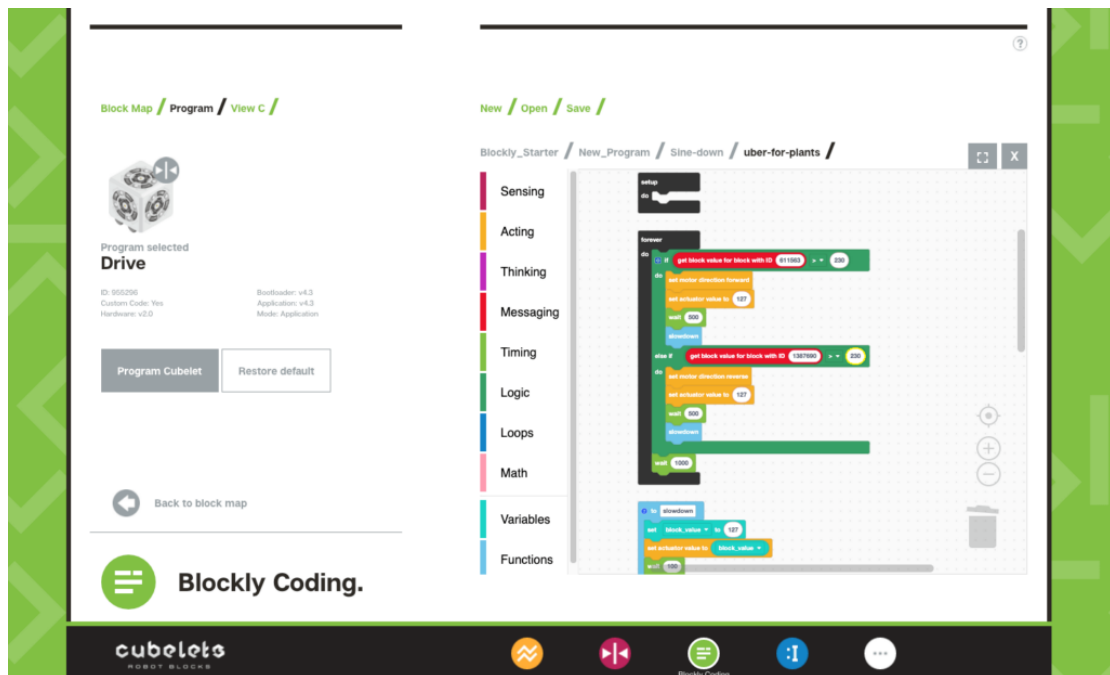 ?
Block Map / Program / View C /
New / Open / Save /
Blockly_Starter / New_Program / Sine-down / uber-for-plants /
X
Program selected
Drive
ID: 955296
Custom Code: Yes
Hardware: v2.0
Bootloader: v4.3
Application: v4.3
Mode: Application
Program Cubelet
Restore default
Back to block map
Blockly Coding.
Sensing
Acting
Thinking
Messaging
Timing
Logic
Loops
Math
Variables
Functions
setup
do
forever
do if get block value for block with ID 911563 > 230
do set motor direction forward
set actuator value to 127
wait 500
slowdown
else if get block value for block with ID 1387690 > 230
do set motor direction reverse
set actuator value to 127
wait 500
slowdown
wait 1000
to slowdown
set block_value to 127
set actuator value to block_value
wait 100
cubelets
ROBOT BLOCKS
Blockly Coding